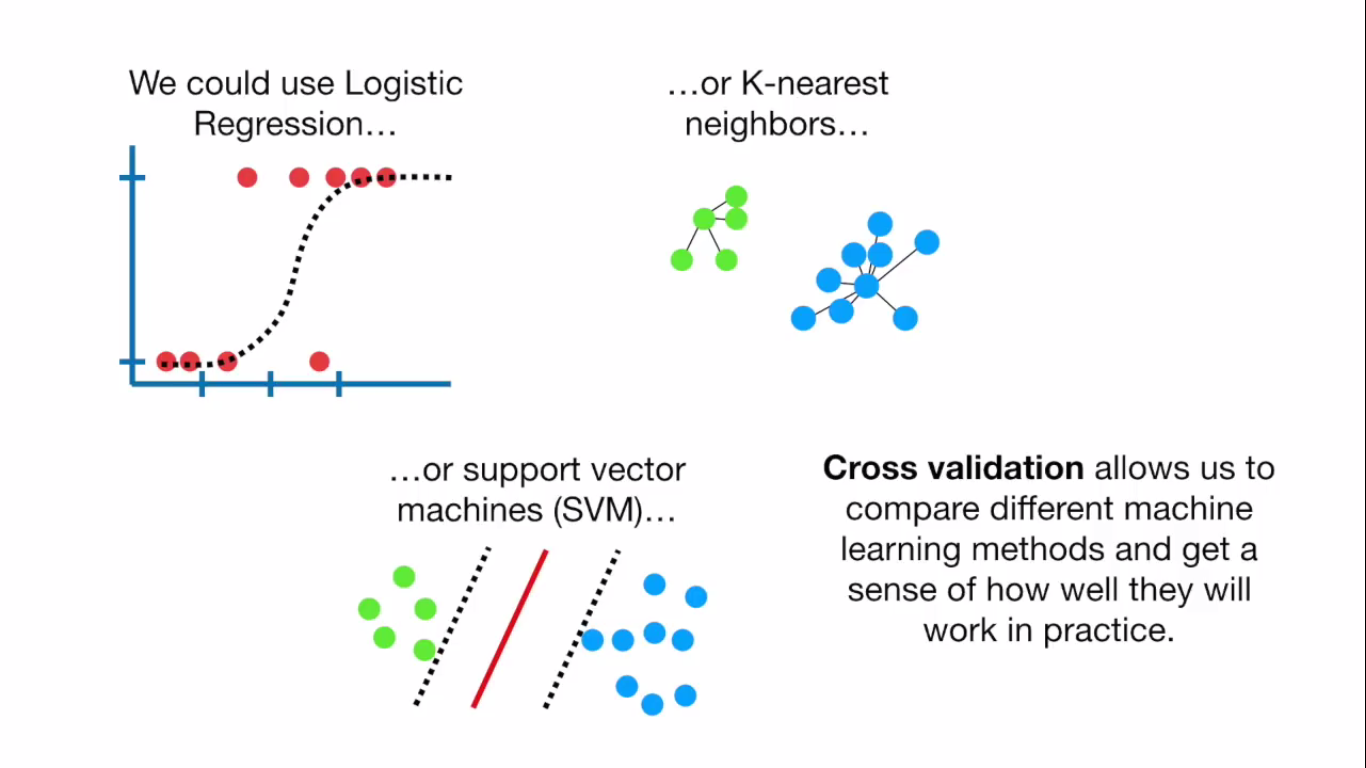 We could use Logistic
Regression…
…or K-nearest
neighbors…
…or support vector
machines (SVM)…
Cross validation allows us to
compare different machine
learning methods and get a
sense of how well they will
work in practice.